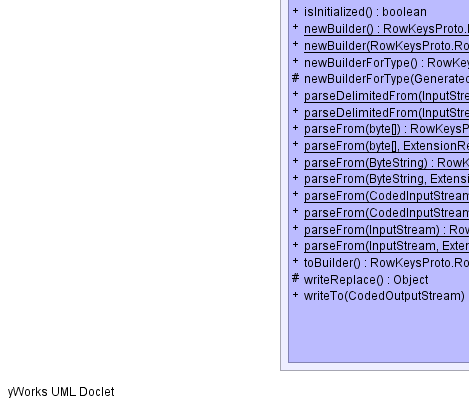 + isInitialized() : boolean
+ newBuilder() : RowKeysProto.
+ newBuilder(RowKeysProto.Ro
+ newBuilderForType() : RowKey
# newBuilderForType(Generated
+ parseDelimitedFrom(InputStre
+ parseDelimitedFrom(InputStre
+ parseFrom(byte[]) : RowKeysP
+ parseFrom(byte[], ExtensionRe
+ parseFrom(ByteString) : RowK
+ parseFrom(ByteString, Extensi
+ parseFrom(CodedInputStream
+ parseFrom(CodedInputStream
+ parseFrom(InputStream) : Row
+ parseFrom(InputStream, Exten
+ toBuilder() : RowKeysProto.Ro
# writeReplace() : Object
+ writeTo(CodedOutputStream)
yWorks UML Doclet